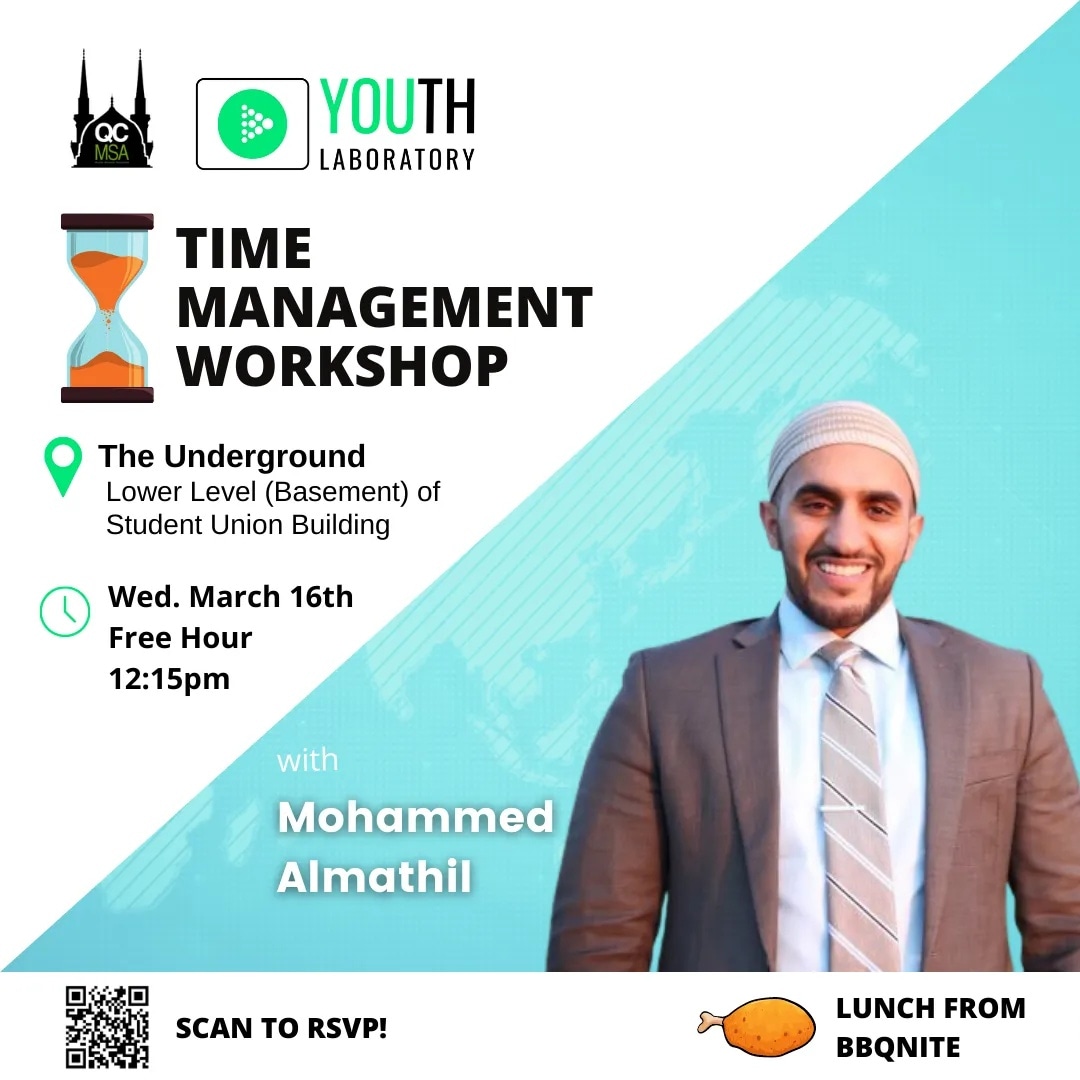 QC
MSA
YOUTH
LABORATORY
TIME
MANAGEMENT
WORKSHOP
The Underground
Lower Level (Basement) of
Student Union Building
Wed. March 16th
Free Hour
12:15pm
with
Mohammed
Almathil
SCAN TO RSVP!
LUNCH FROM
BBQNITE